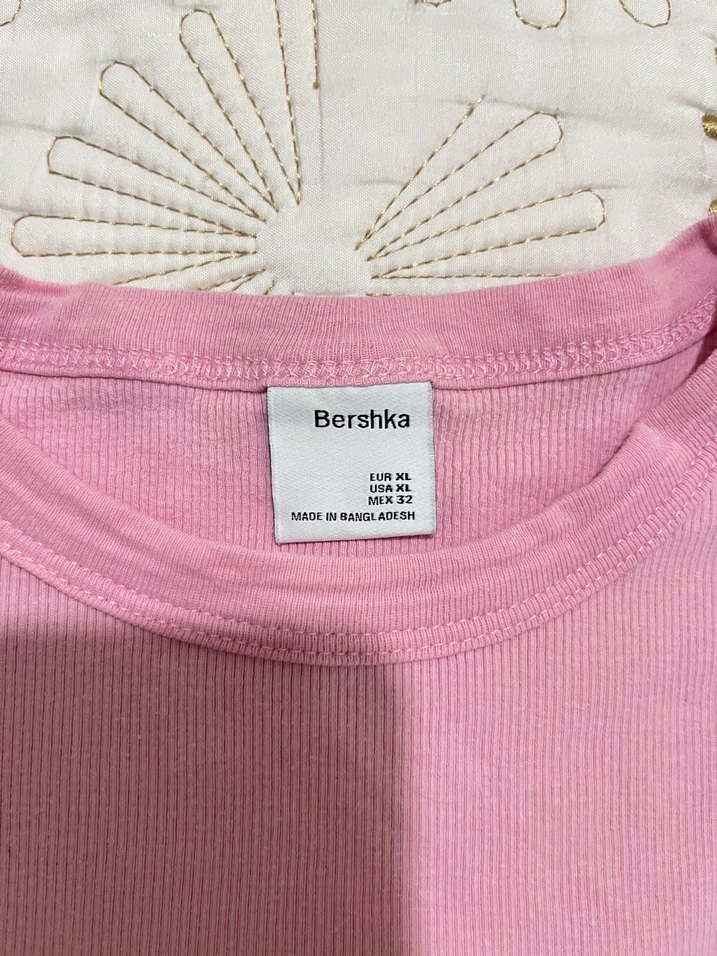 Bershka
EUR XL
USA XL
MEX 32
MADE IN BANGLADESH